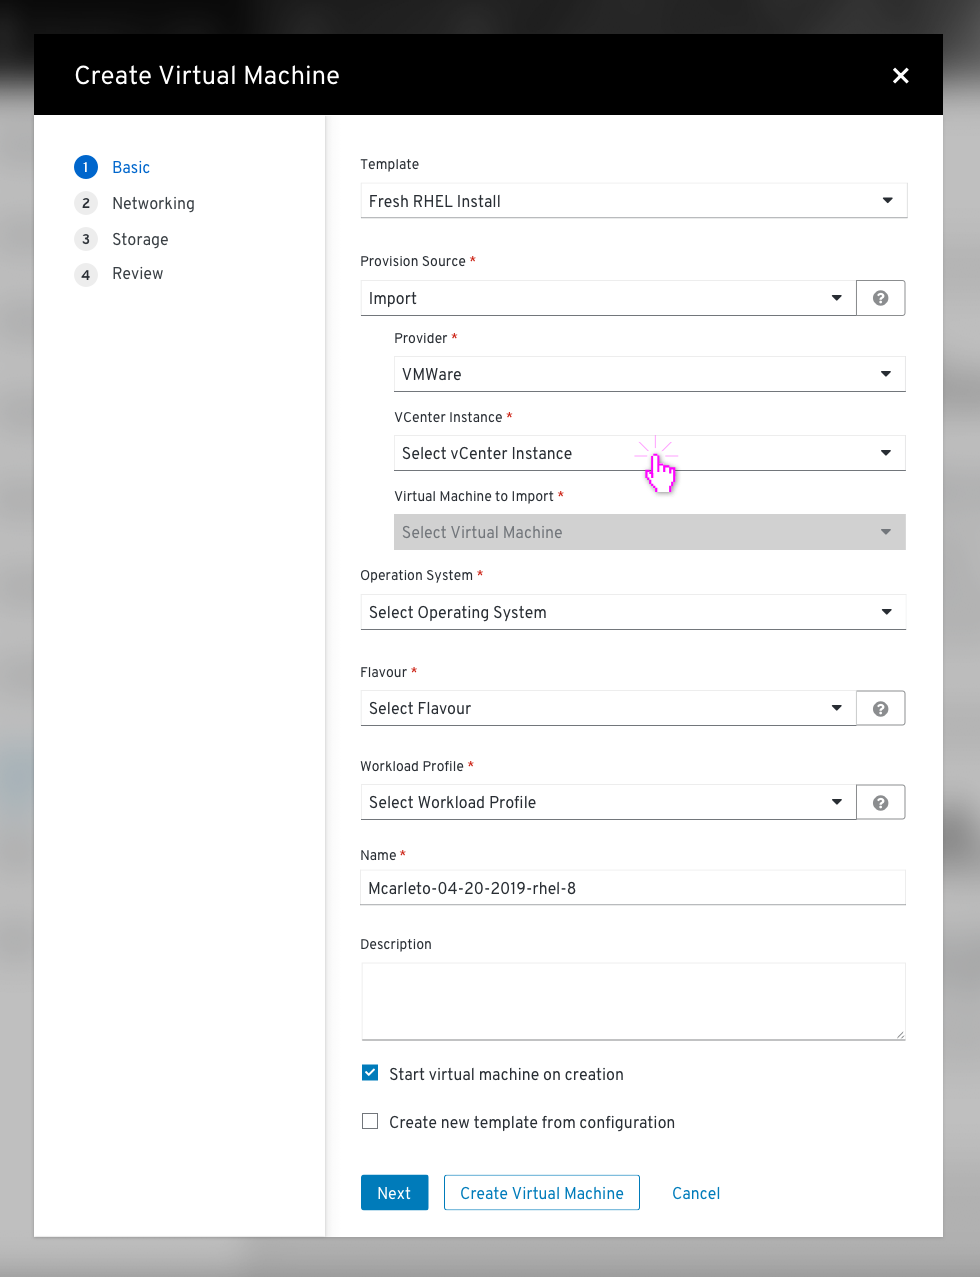 Create Virtual Machine
1 Basic
2 Networking
3 Storage
4 Review
Template
Fresh RHEL Install
Provision Source *
Import
Provider *
VMWare
VCenter Instance *
Select vCenter Instance
Virtual Machine to Import *
Select Virtual Machine
Operation System *
Select Operating System
Flavour *
Select Flavour
Workload Profile *
Select Workload Profile
Name *
Mcarleto-04-20-2019-rhel-8
Description
Start virtual machine on creation
Create new template from configuration
Next Create Virtual Machine Cancel